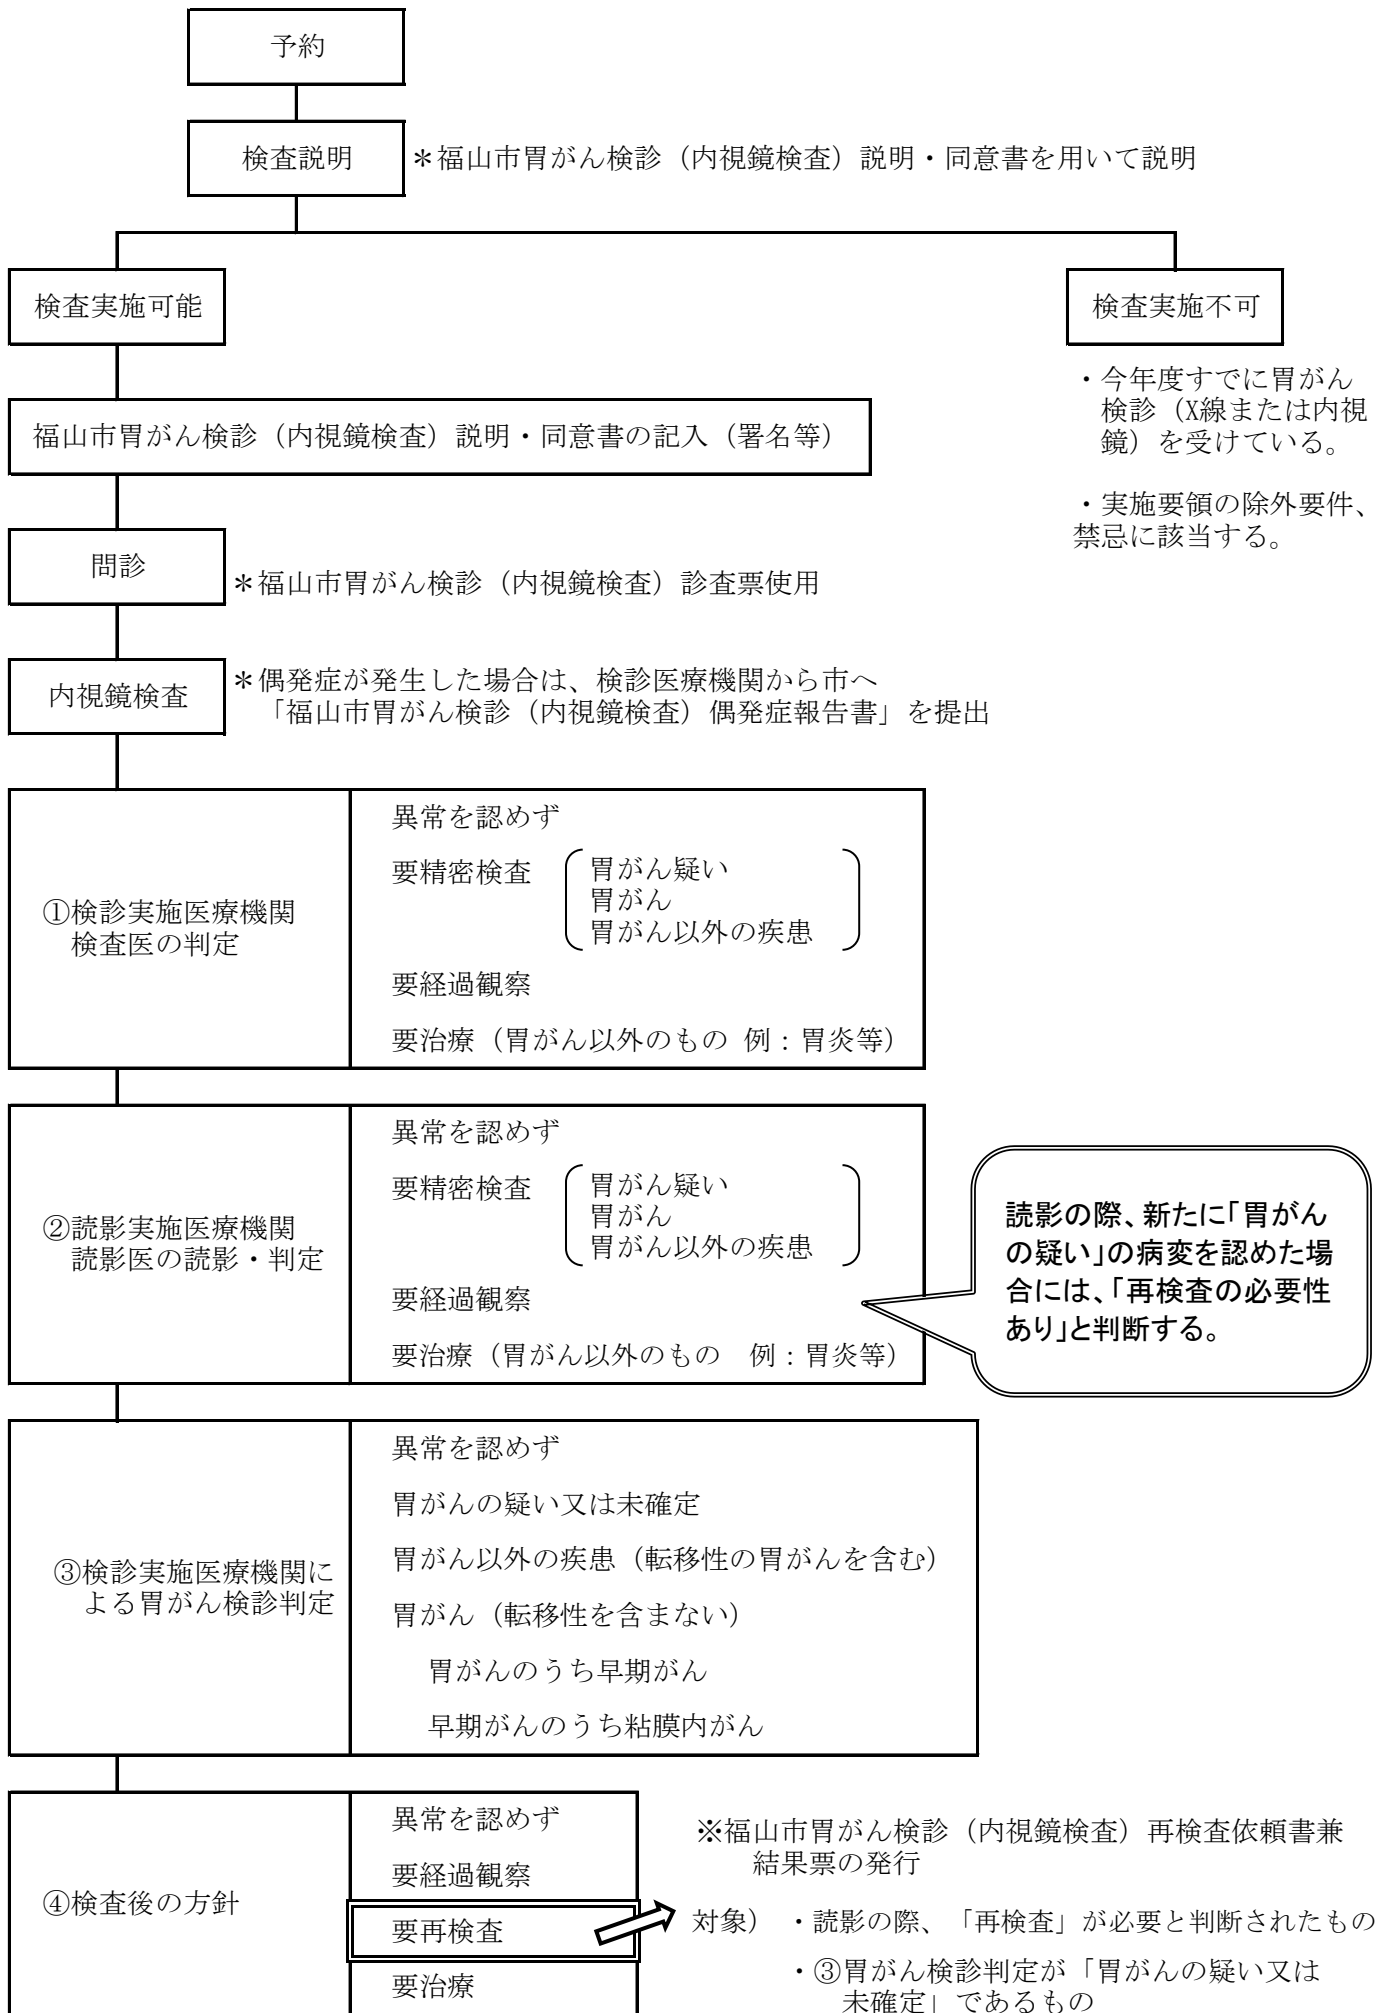 予約
検査説明
＊福山市胃がん検診（内視鏡検査）説明・同意書を用いて説明
検査実施可能
検査実施不可
・今年度すでに胃がん
検診（X線または内視
鏡）を受けている。
・実施要領の除外要件、
禁忌に該当する。
福山市胃がん検診（内視鏡検査）説明・同意書の記入（署名等）
問診
＊福山市胃がん検診（内視鏡検査）診査票使用
内視鏡検査
＊偶発症が発生した場合は、検診医療機関から市へ
「福山市胃がん検診（内視鏡検査）偶発症報告書」を提出
①検診実施医療機関
検査医の判定
異常を認めず
要精密検査
胃がん疑い
胃がん
胃がん以外の疾患
要経過観察
要治療（胃がん以外のもの 例：胃炎等）
②読影実施医療機関
読影医の読影・判定
異常を認めず
要精密検査
胃がん疑い
胃がん
胃がん以外の疾患
要経過観察
要治療（胃がん以外のもの　例：胃炎等）
読影の際、新たに「胃がん
の疑い」の病変を認めた場
合には、「再検査の必要性
あり」と判断する。
③検診実施医療機関に
よる胃がん検診判定
異常を認めず
胃がんの疑い又は未確定
胃がん以外の疾患（転移性の胃がんを含む）
胃がん（転移性を含まない）
胃がんのうち早期がん
早期がんのうち粘膜内がん
④検査後の方針
異常を認めず
要経過観察
要再検査
要治療
※福山市胃がん検診（内視鏡検査）再検査依頼書兼
結果票の発行
対象）　・読影の際、「再検査」が必要と判断されたもの
・③胃がん検診判定が「胃がんの疑い又は
未確定」であるもの